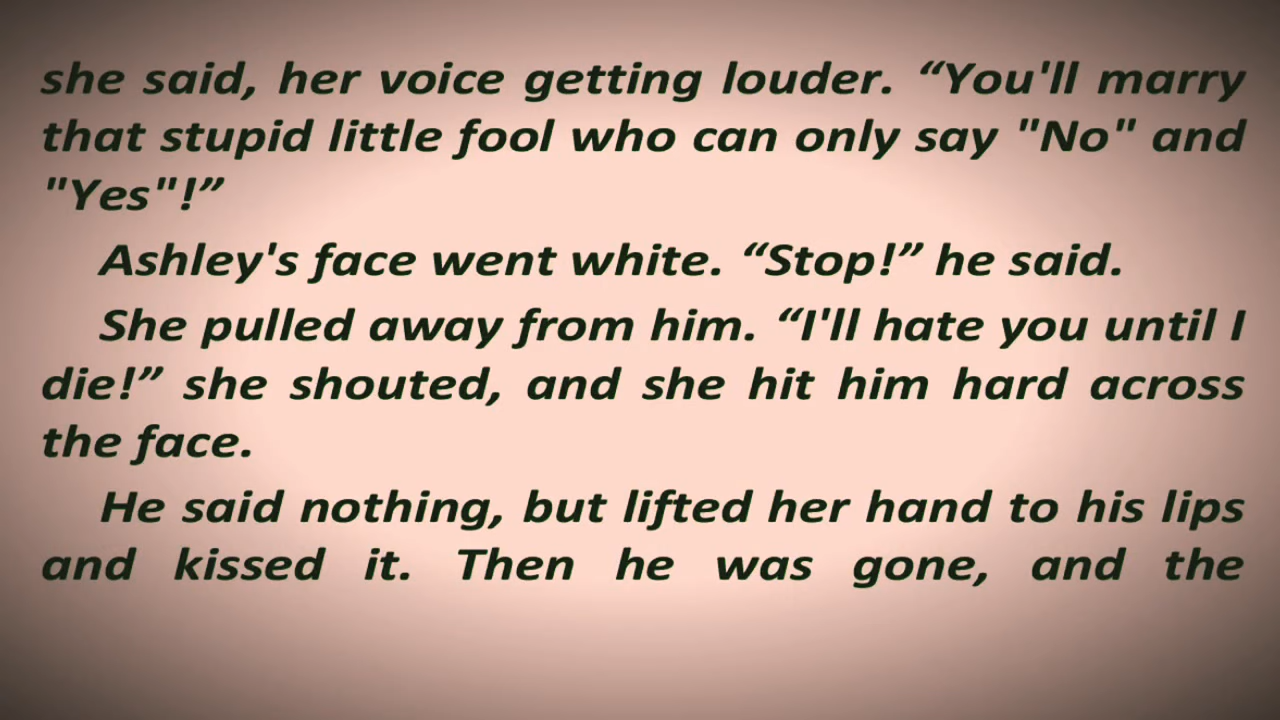 she said, her voice getting louder. “You'll marry
that stupid little fool who can only say "No" and
"Yes"!”
Ashley's face went white. “Stop!” he said.
She pulled away from him. “I'll hate you until I
die!” she shouted, and she hit him hard across
the face.
He said nothing, but lifted her hand to his lips
and kissed it. Then he was gone, and the